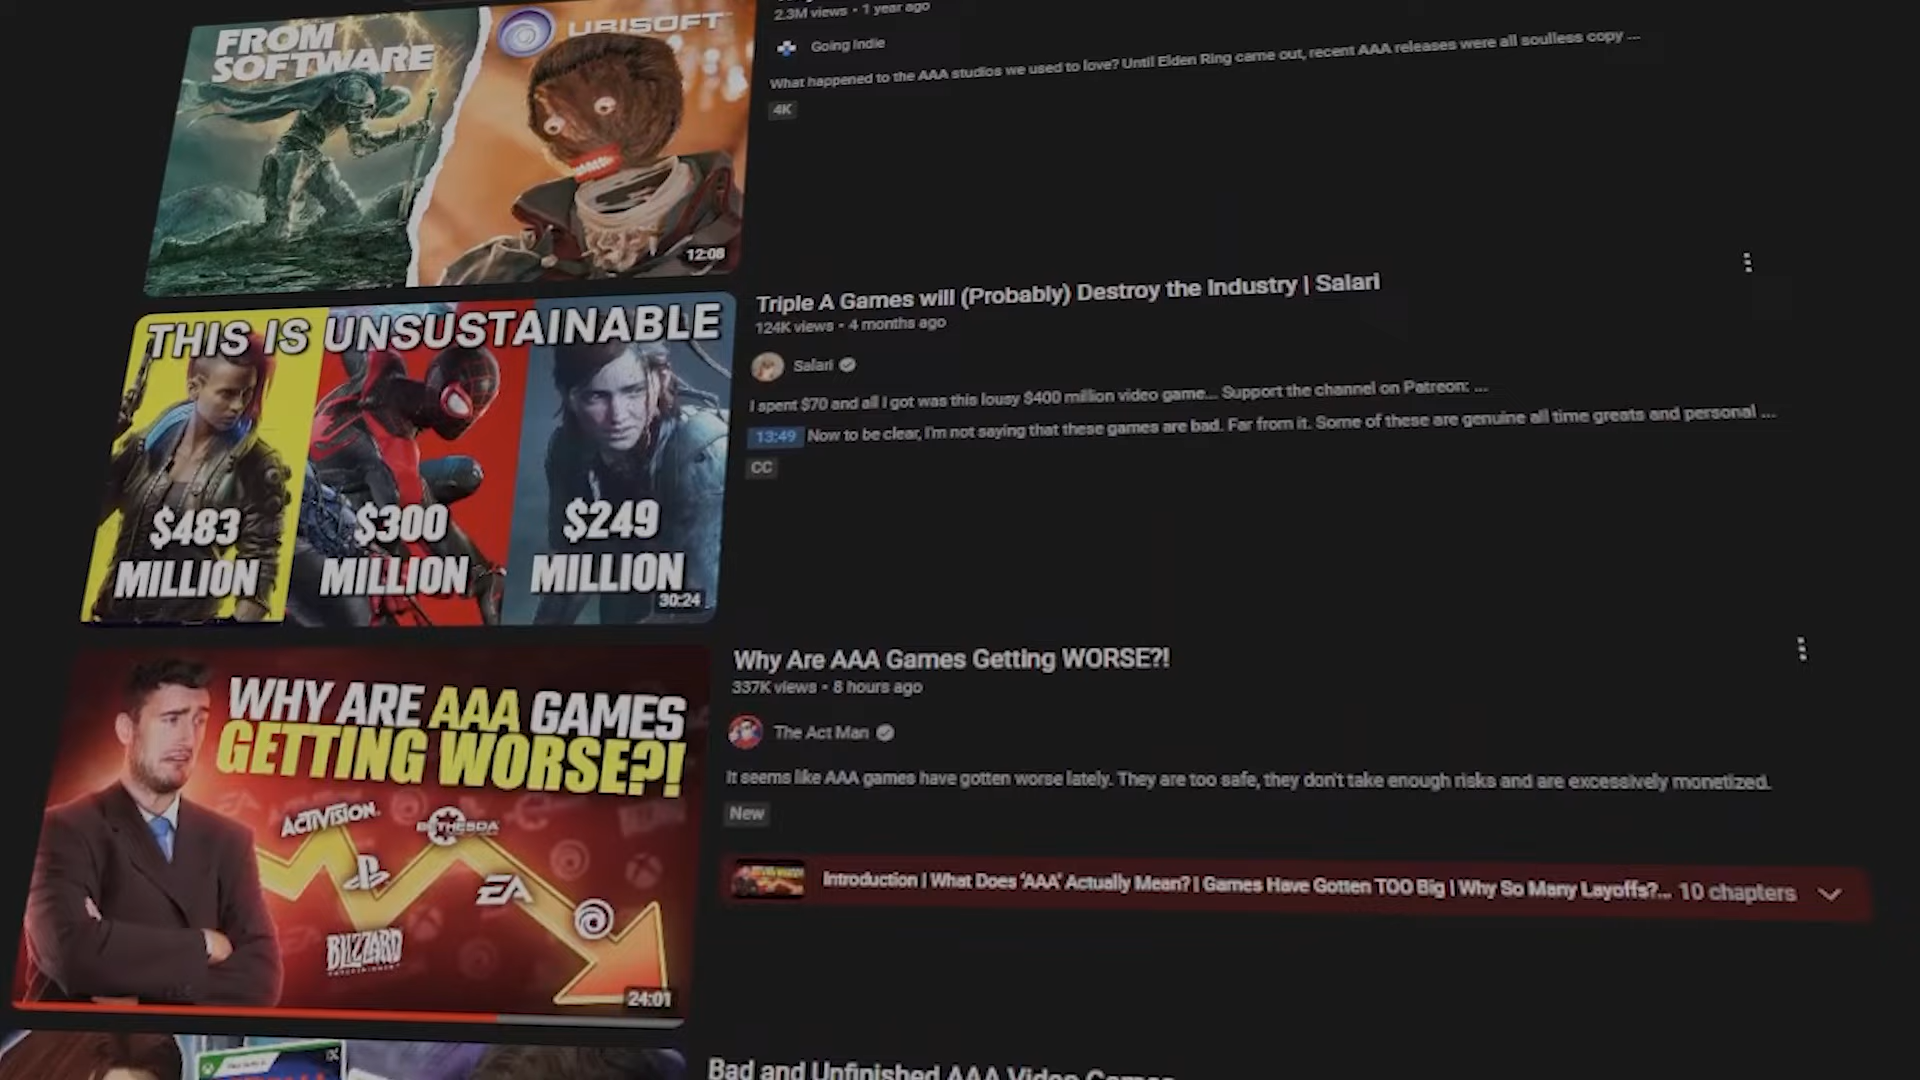 FROM
SOFTWARE
UBISOFT
12:08
2.3M views • 1 year ago
Going Indie
What happened to the AAA studios we used to love? Until Elden Ring came out, recent AAA releases were all soulless copy ...
4K
THIS IS UNSUSTAINABLE
$483
MILLION
$300
MILLION
$249
MILLION
30:24
Triple A Games will (Probably) Destroy the Industry | Salari
124K views • 4 months ago
Salari
I spent $70 and all I got was this lousy $400 million video game... Support the channel on Patreon: ...
13:49 Now to be clear, I'm not saying that these games are bad. Far from it. Some of these are genuine all time greats and personal ...
CC
WHY ARE AAA GAMES
GETTING WORSE?!
ACTIVISION
BETHESDA
EA
BLIZZARD
ENTERTAINMENT
24:01
Why Are AAA Games Getting WORSE?!
337K views • 8 hours ago
The Act Man
It seems like AAA games have gotten worse lately. They are too safe, they don't take enough risks and are excessively monetized.
New
Introduction | What Does 'AAA' Actually Mean? | Games Have Gotten TOO Big | Why So Many Layoffs?... 10 chapters
Bad and Unfinished AAA Video Games